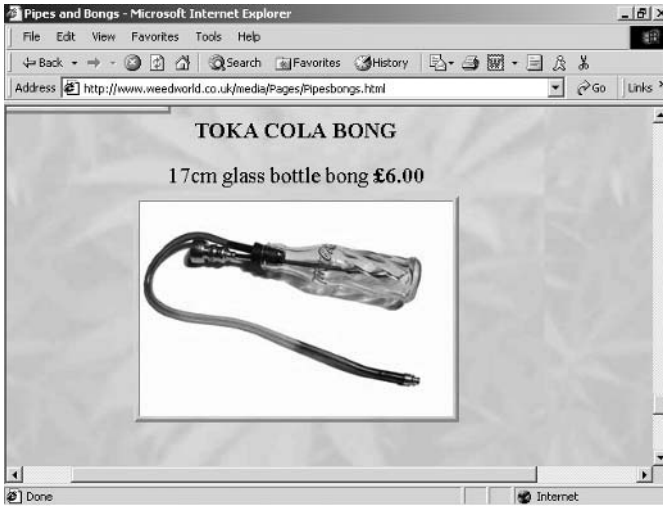 Pipes and Bongs - Microsoft Internet Explorer
File Edit View Favorites Tools Help
Back Search Favorites History
Address http://www.weedworld.co.uk/media/Pages/Pipesbongs.html Go Links
TOKA COLA BONG
17cm glass bottle bong £6.00
Done Internet